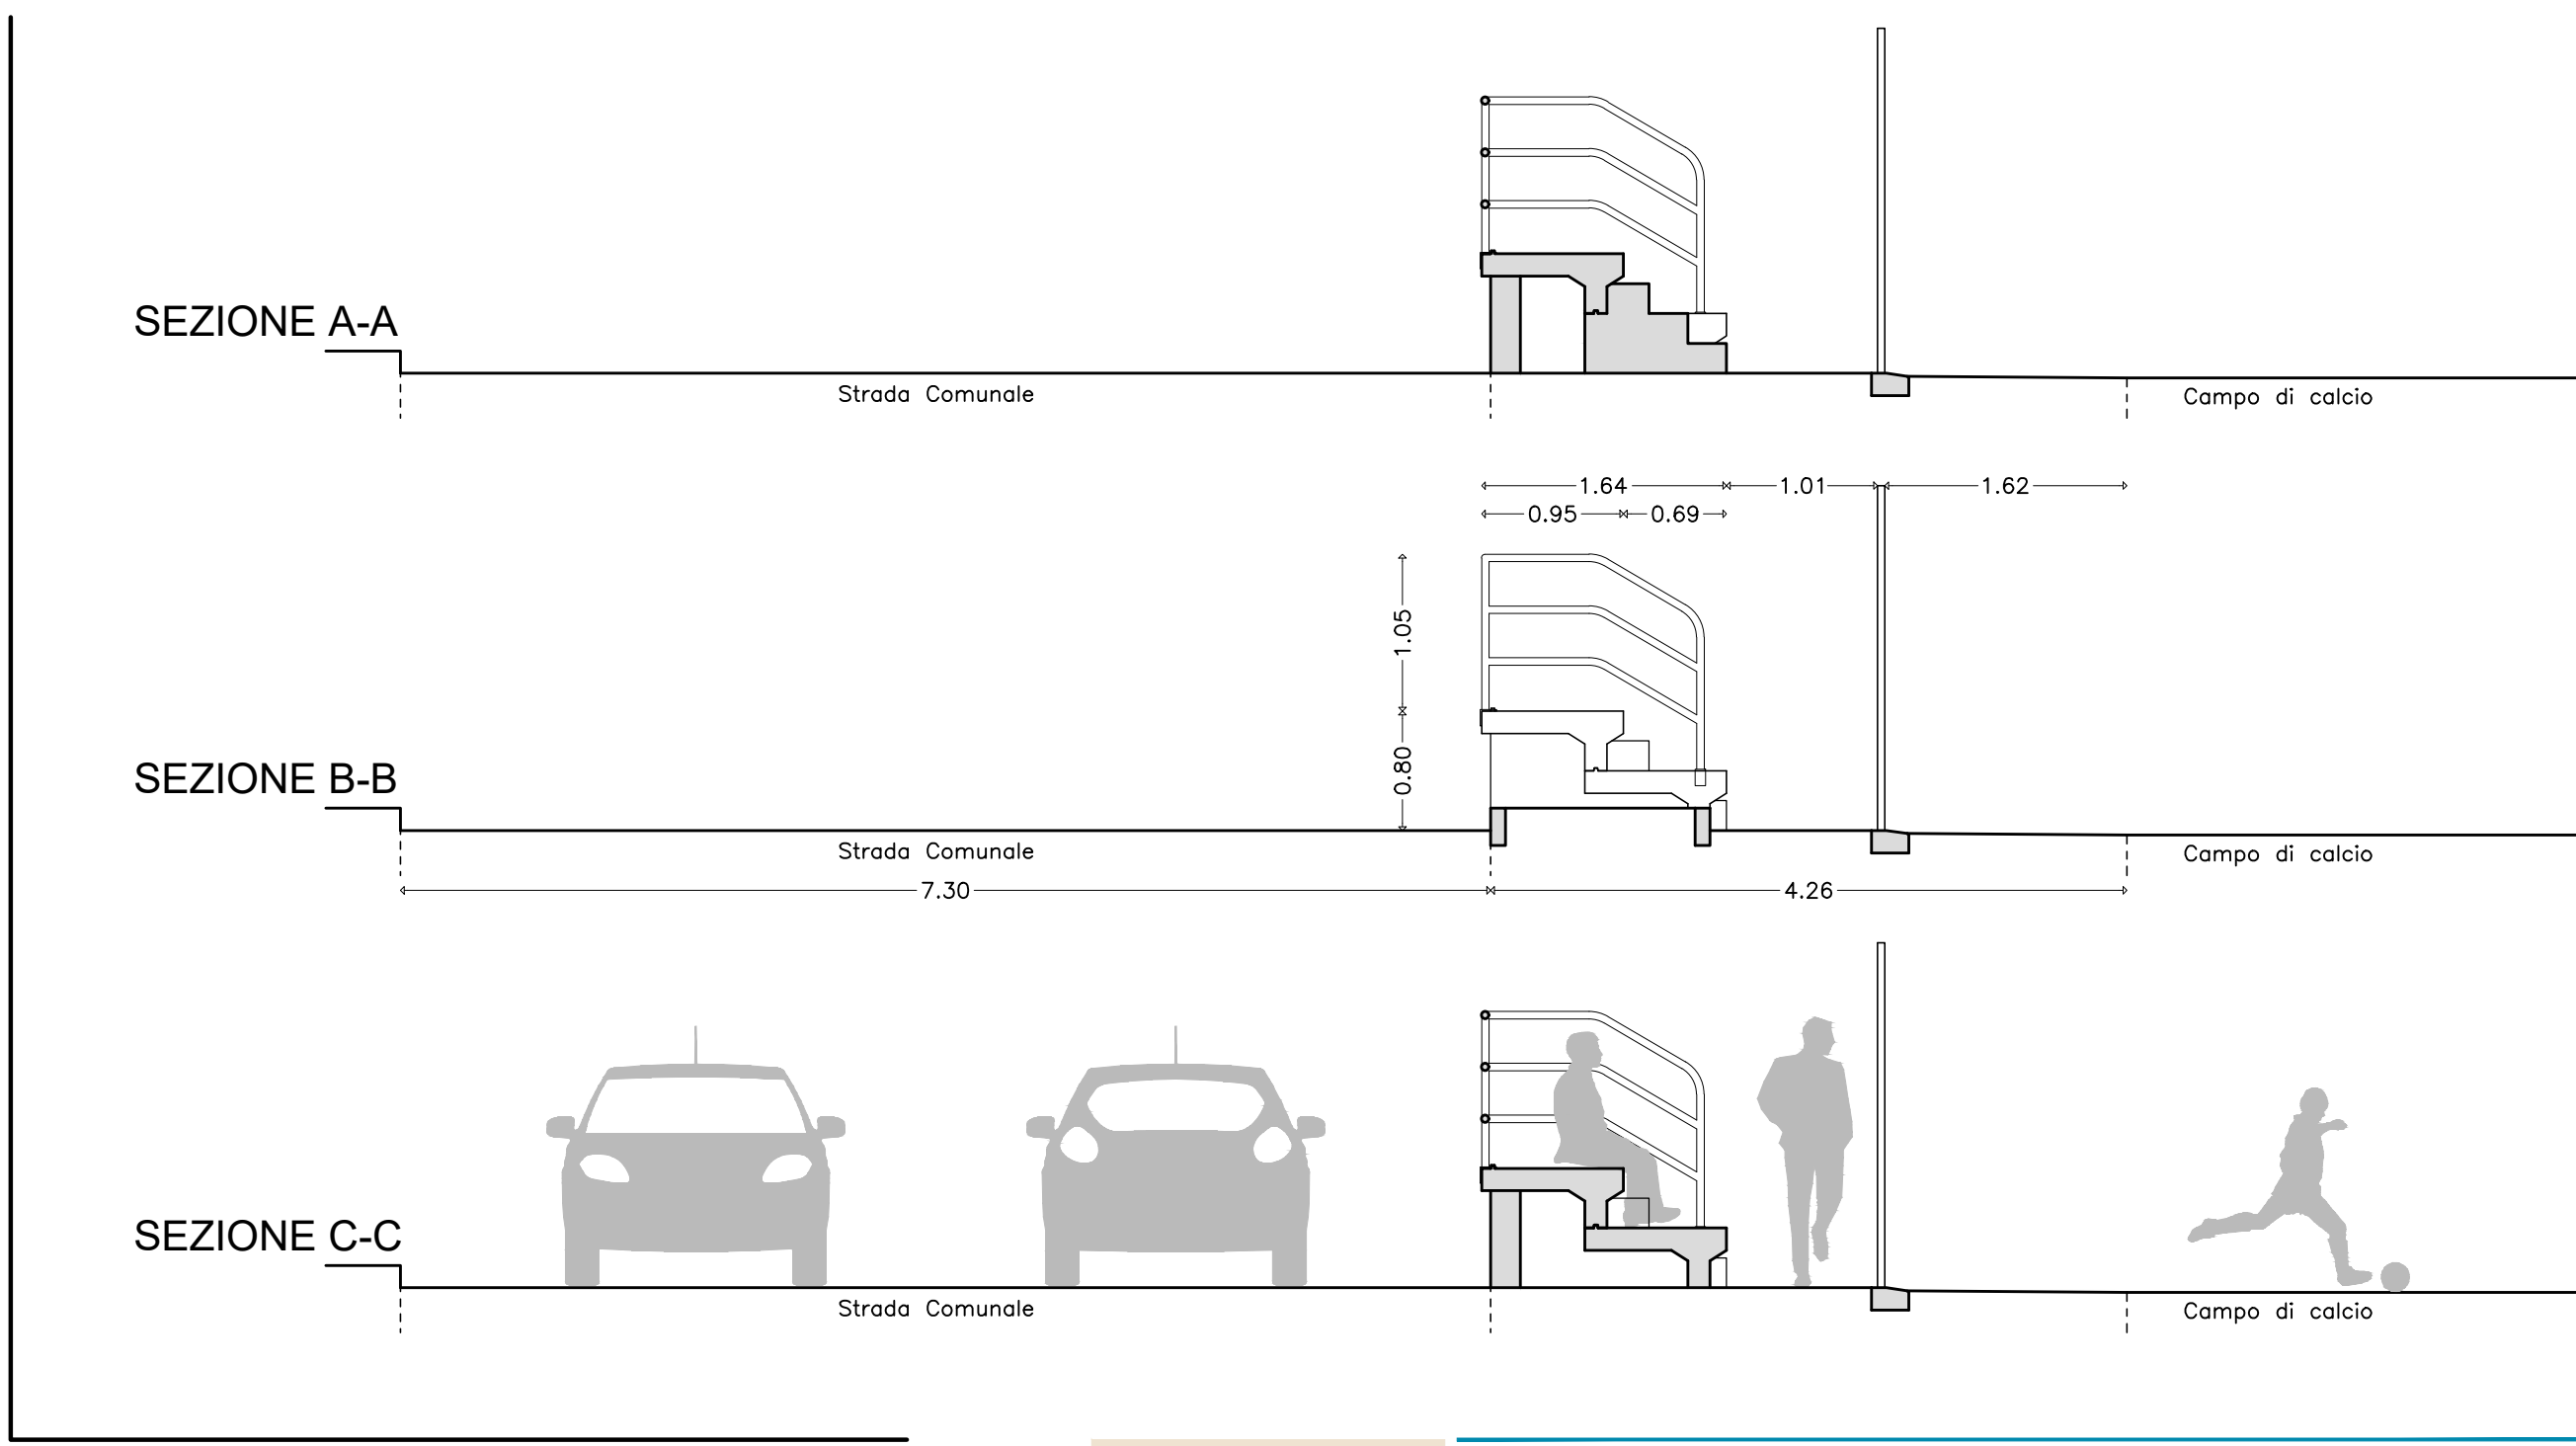 SEZIONE A-A
Strada Comunale
Campo di calcio
1.64
1.01
1.62
0.95
0.69
1.05
0.80
SEZIONE B-B
Strada Comunale
Campo di calcio
7.30
4.26
SEZIONE C-C
Strada Comunale
Campo di calcio